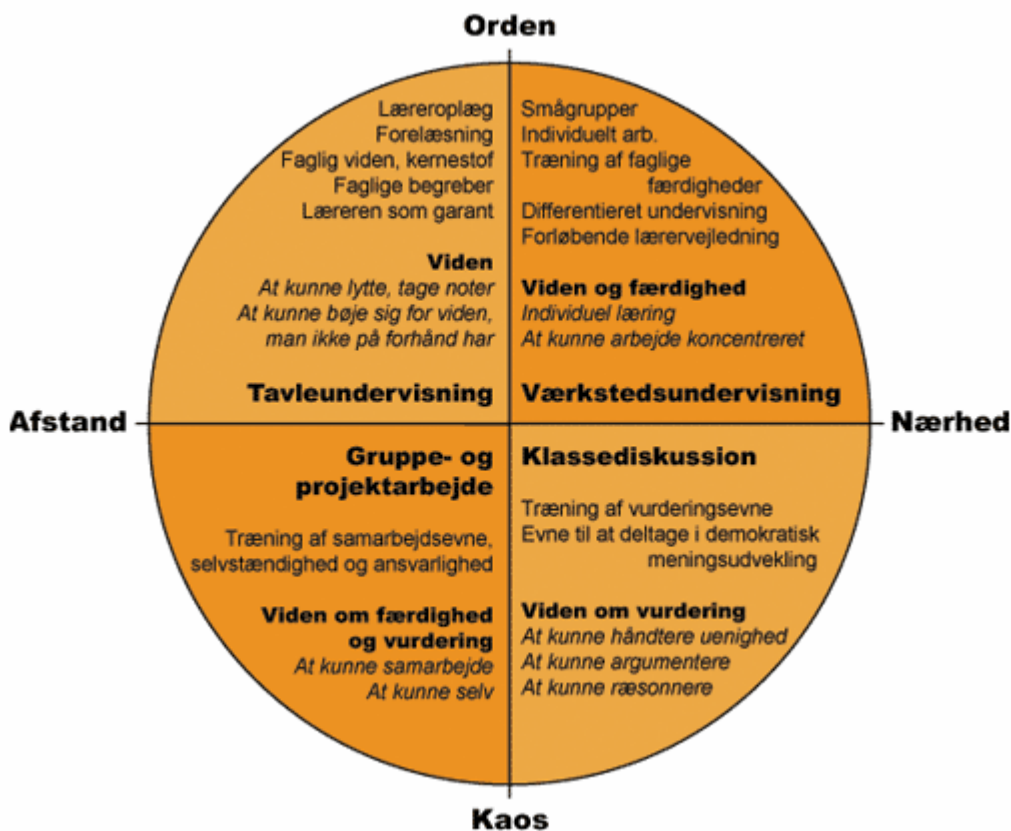 Orden
Læreroplæg
Forelæsning
Faglig viden, kernestof
Faglige begreber
Læreren som garant
Viden
At kunne lytte, tage noter
At kunne bøje sig for viden,
man ikke på forhånd har
Tavleundervisning
Smågrupper
Individuelt arb.
Træning af faglige
færdigheder
Differentieret undervisning
Forløbende lærervejledning
Viden og færdighed
Individuel læring
At kunne arbejde koncentreret
Værkstedsundervisning
Afstand
Nærhed
Gruppe- og
projektarbejde
Træning af samarbejdsevne,
selvstændighed og ansvarlighed
Viden om færdighed
og vurdering
At kunne samarbejde
At kunne selv
Klassediskussion
Træning af vurderingsevne
Evne til at deltage i demokratisk
meningsudvekling
Viden om vurdering
At kunne håndtere uenighed
At kunne argumentere
At kunne ræsonnere
Kaos